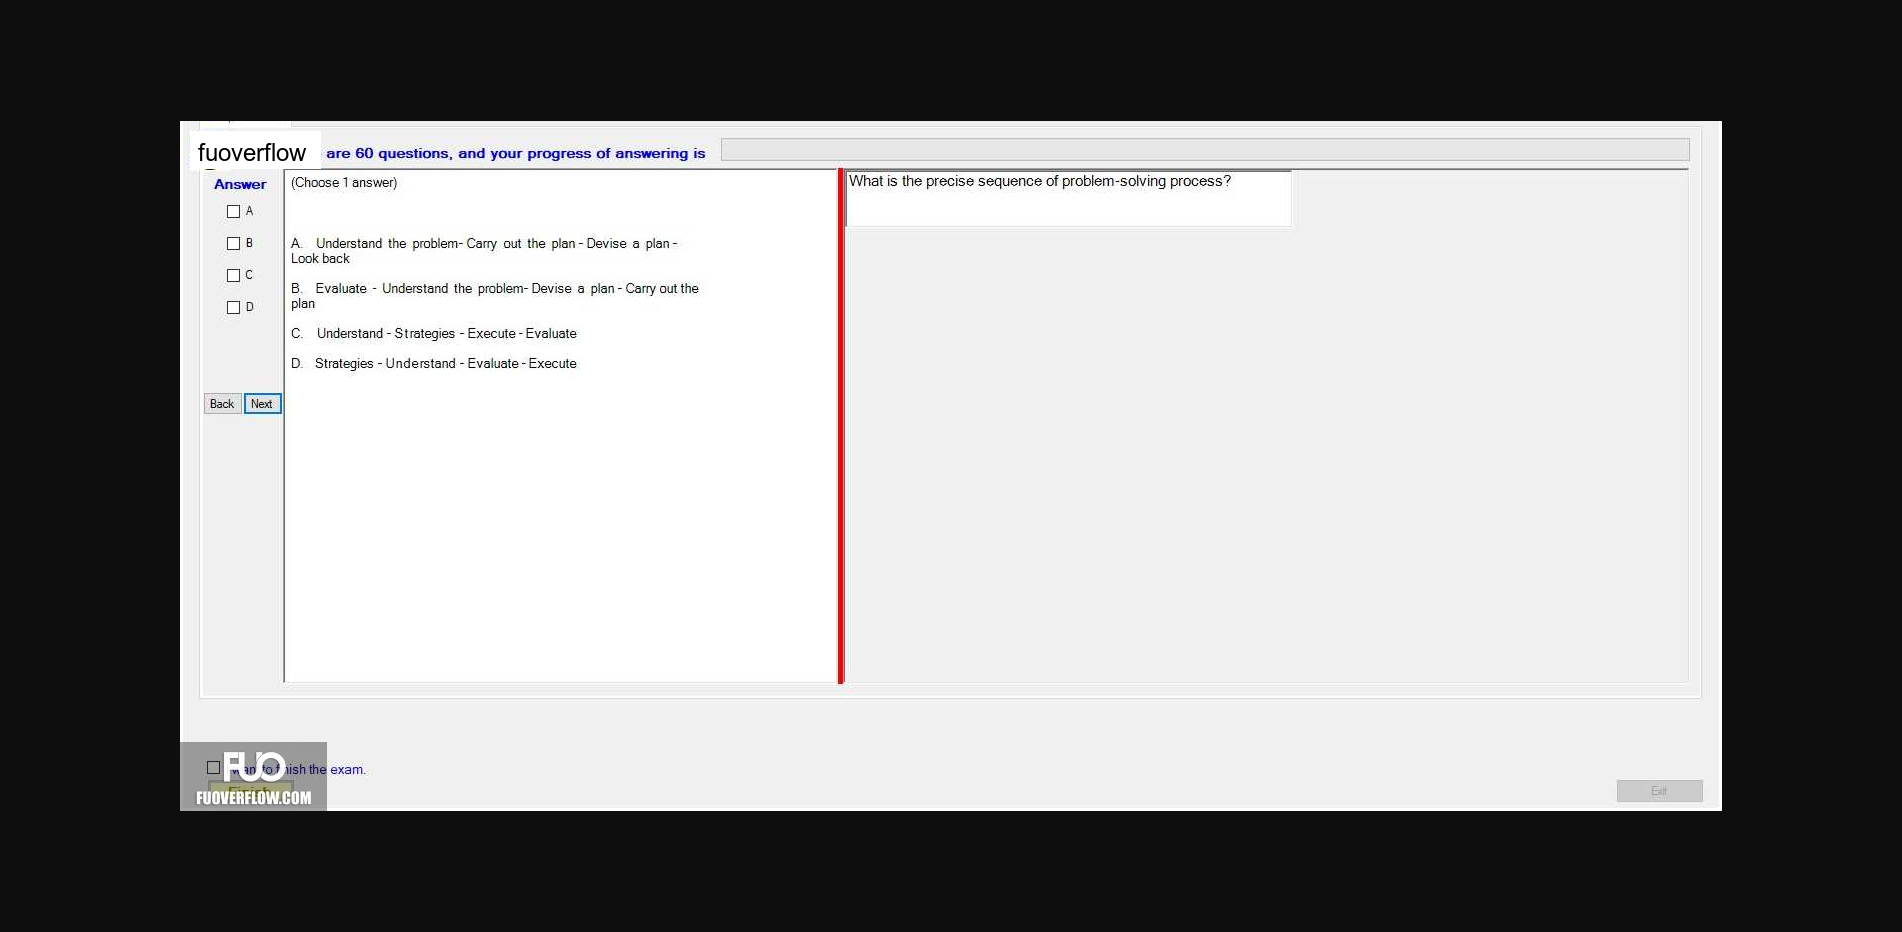 fuoverflow are 60 questions, and your progress of answering is
Answer
A
B
C
D
Back Next
(Choose 1 answer)
A. Understand the problem- Carry out the plan - Devise a plan -
Look back
B. Evaluate - Understand the problem- Devise a plan - Carry out the
plan
C. Understand - Strategies - Execute - Evaluate
D. Strategies - Understand - Evaluate - Execute
What is the precise sequence of problem-solving process?
FUO
want to finish the exam.
Finish
FUOVERFLOW.COM
Exit